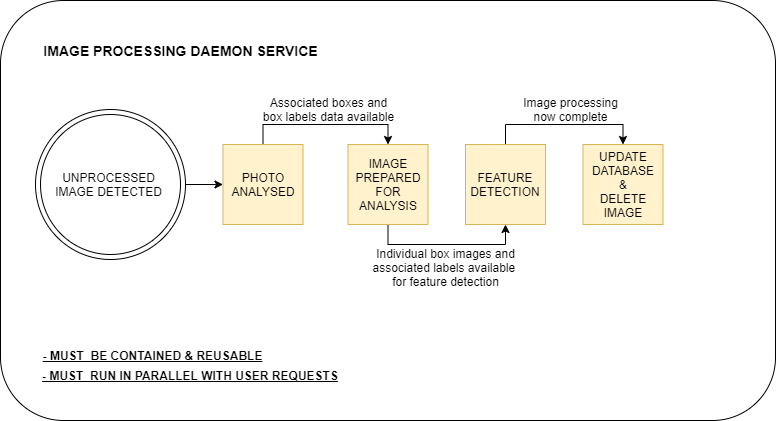 IMAGE PROCESSING DAEMON SERVICE
Associated boxes and
box labels data available
Image processing
now complete
UNPROCESSED
IMAGE DETECTED
PHOTO
ANALYSED
IMAGE
PREPARED
FOR
ANALYSIS
FEATURE
DETECTION
UPDATE
DATABASE
&
DELETE
IMAGE
Individual box images and
associated labels available
for feature detection
- MUST BE CONTAINED & REUSABLE
- MUST RUN IN PARALLEL WITH USER REQUESTS